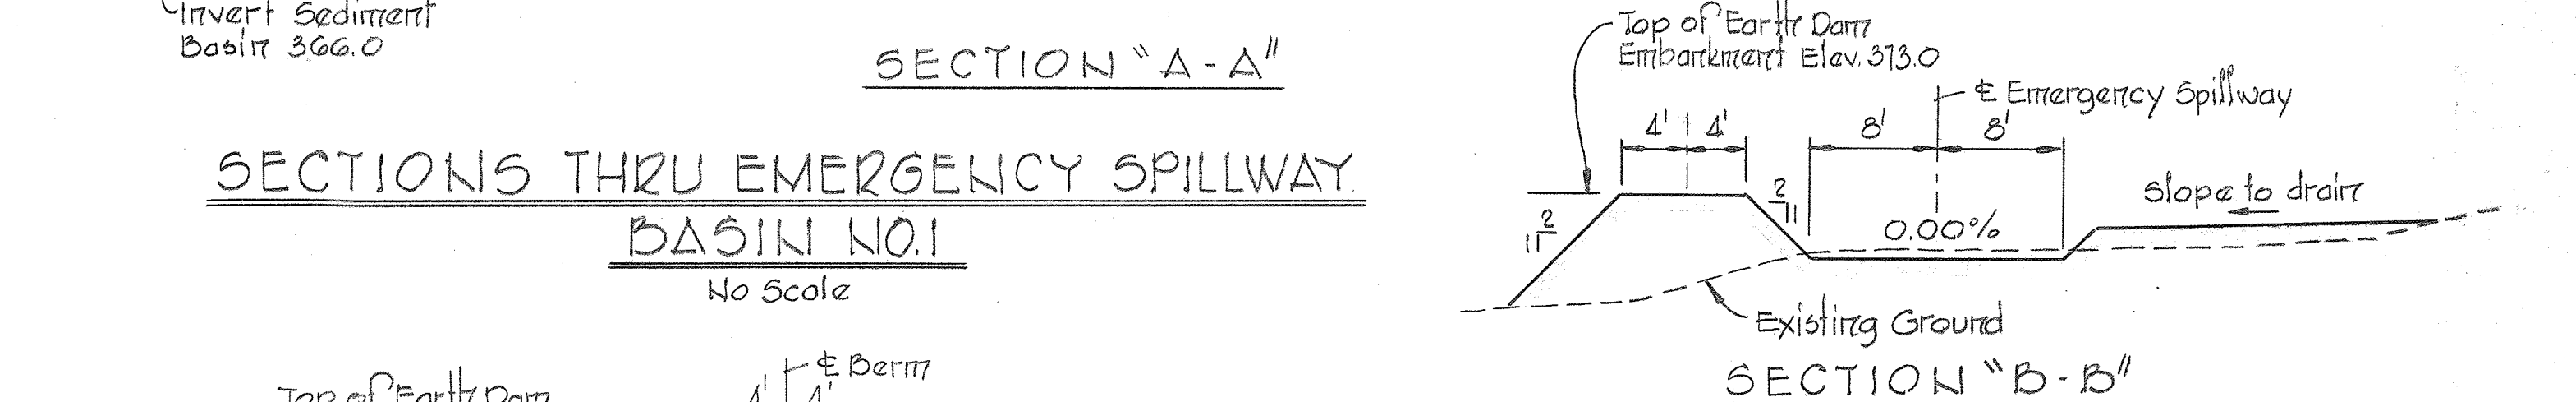 Invert Sediment
Basin 366.0
SECTION "A-A"
SECTIONS THRU EMERGENCY SPILLWAY
BASIN NO.1
No Scale
Top of Earth Dam
℄ Berm
4' 4'
Top of Earth Dam
Embankment Elev. 373.0
℄ Emergency Spillway
4' 4' 8' 8'
2
1
2
1
0.00%
Slope to drain
Existing Ground
SECTION "B-B"